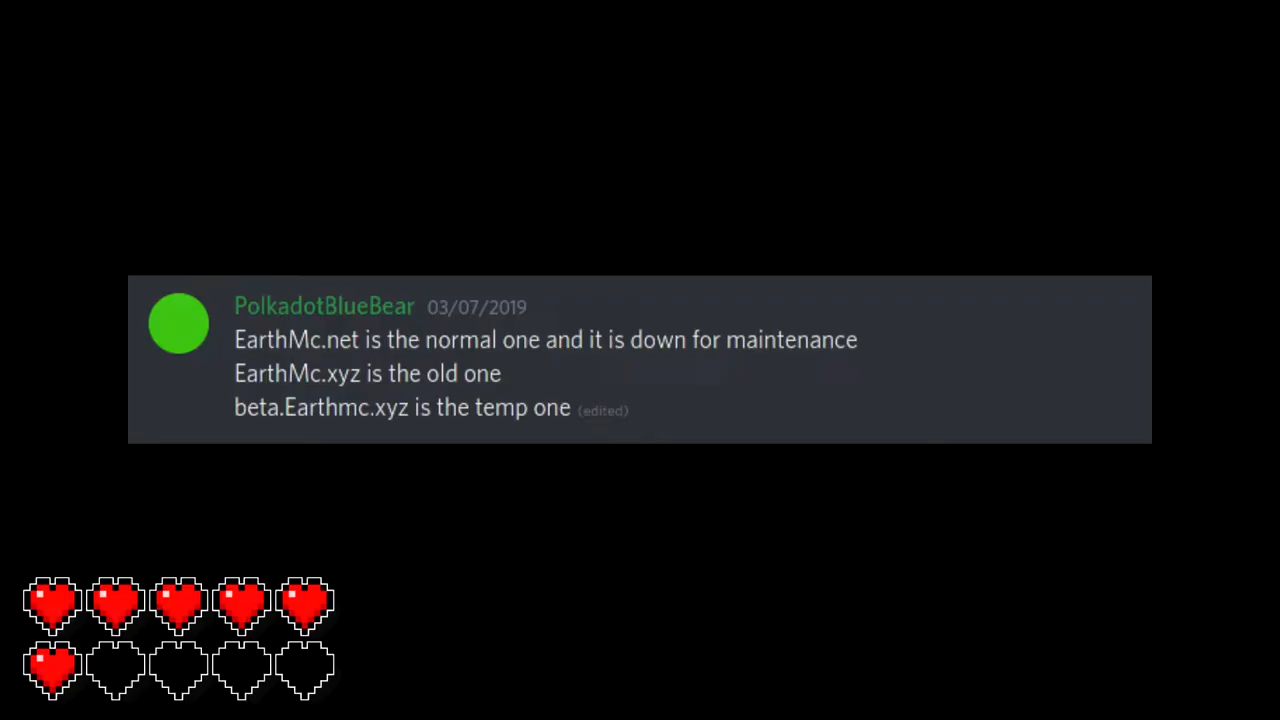 PolkadotBlueBear 03/07/2019
EarthMc.net is the normal one and it is down for maintenance
EarthMc.xyz is the old one
beta.Earthmc.xyz is the temp one (edited)